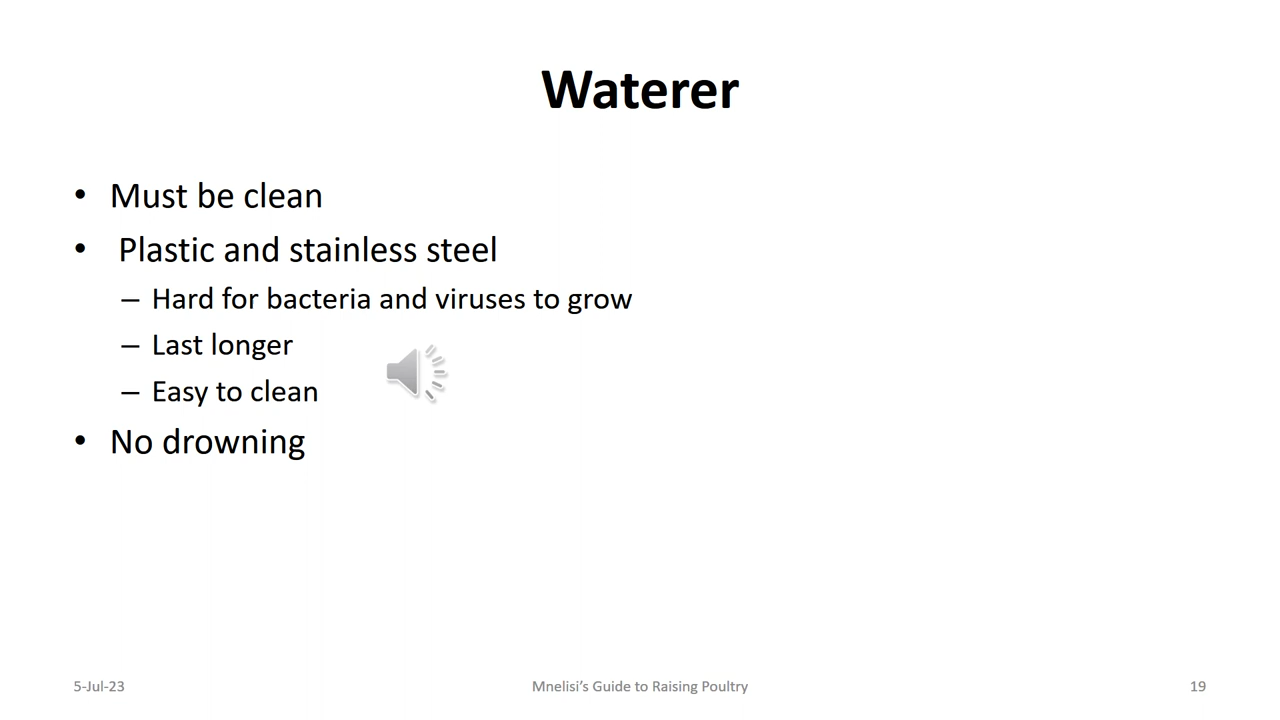 Waterer
• Must be clean
• Plastic and stainless steel
– Hard for bacteria and viruses to grow
– Last longer
– Easy to clean
• No drowning
5-Jul-23
Mnelisi’s Guide to Raising Poultry
19